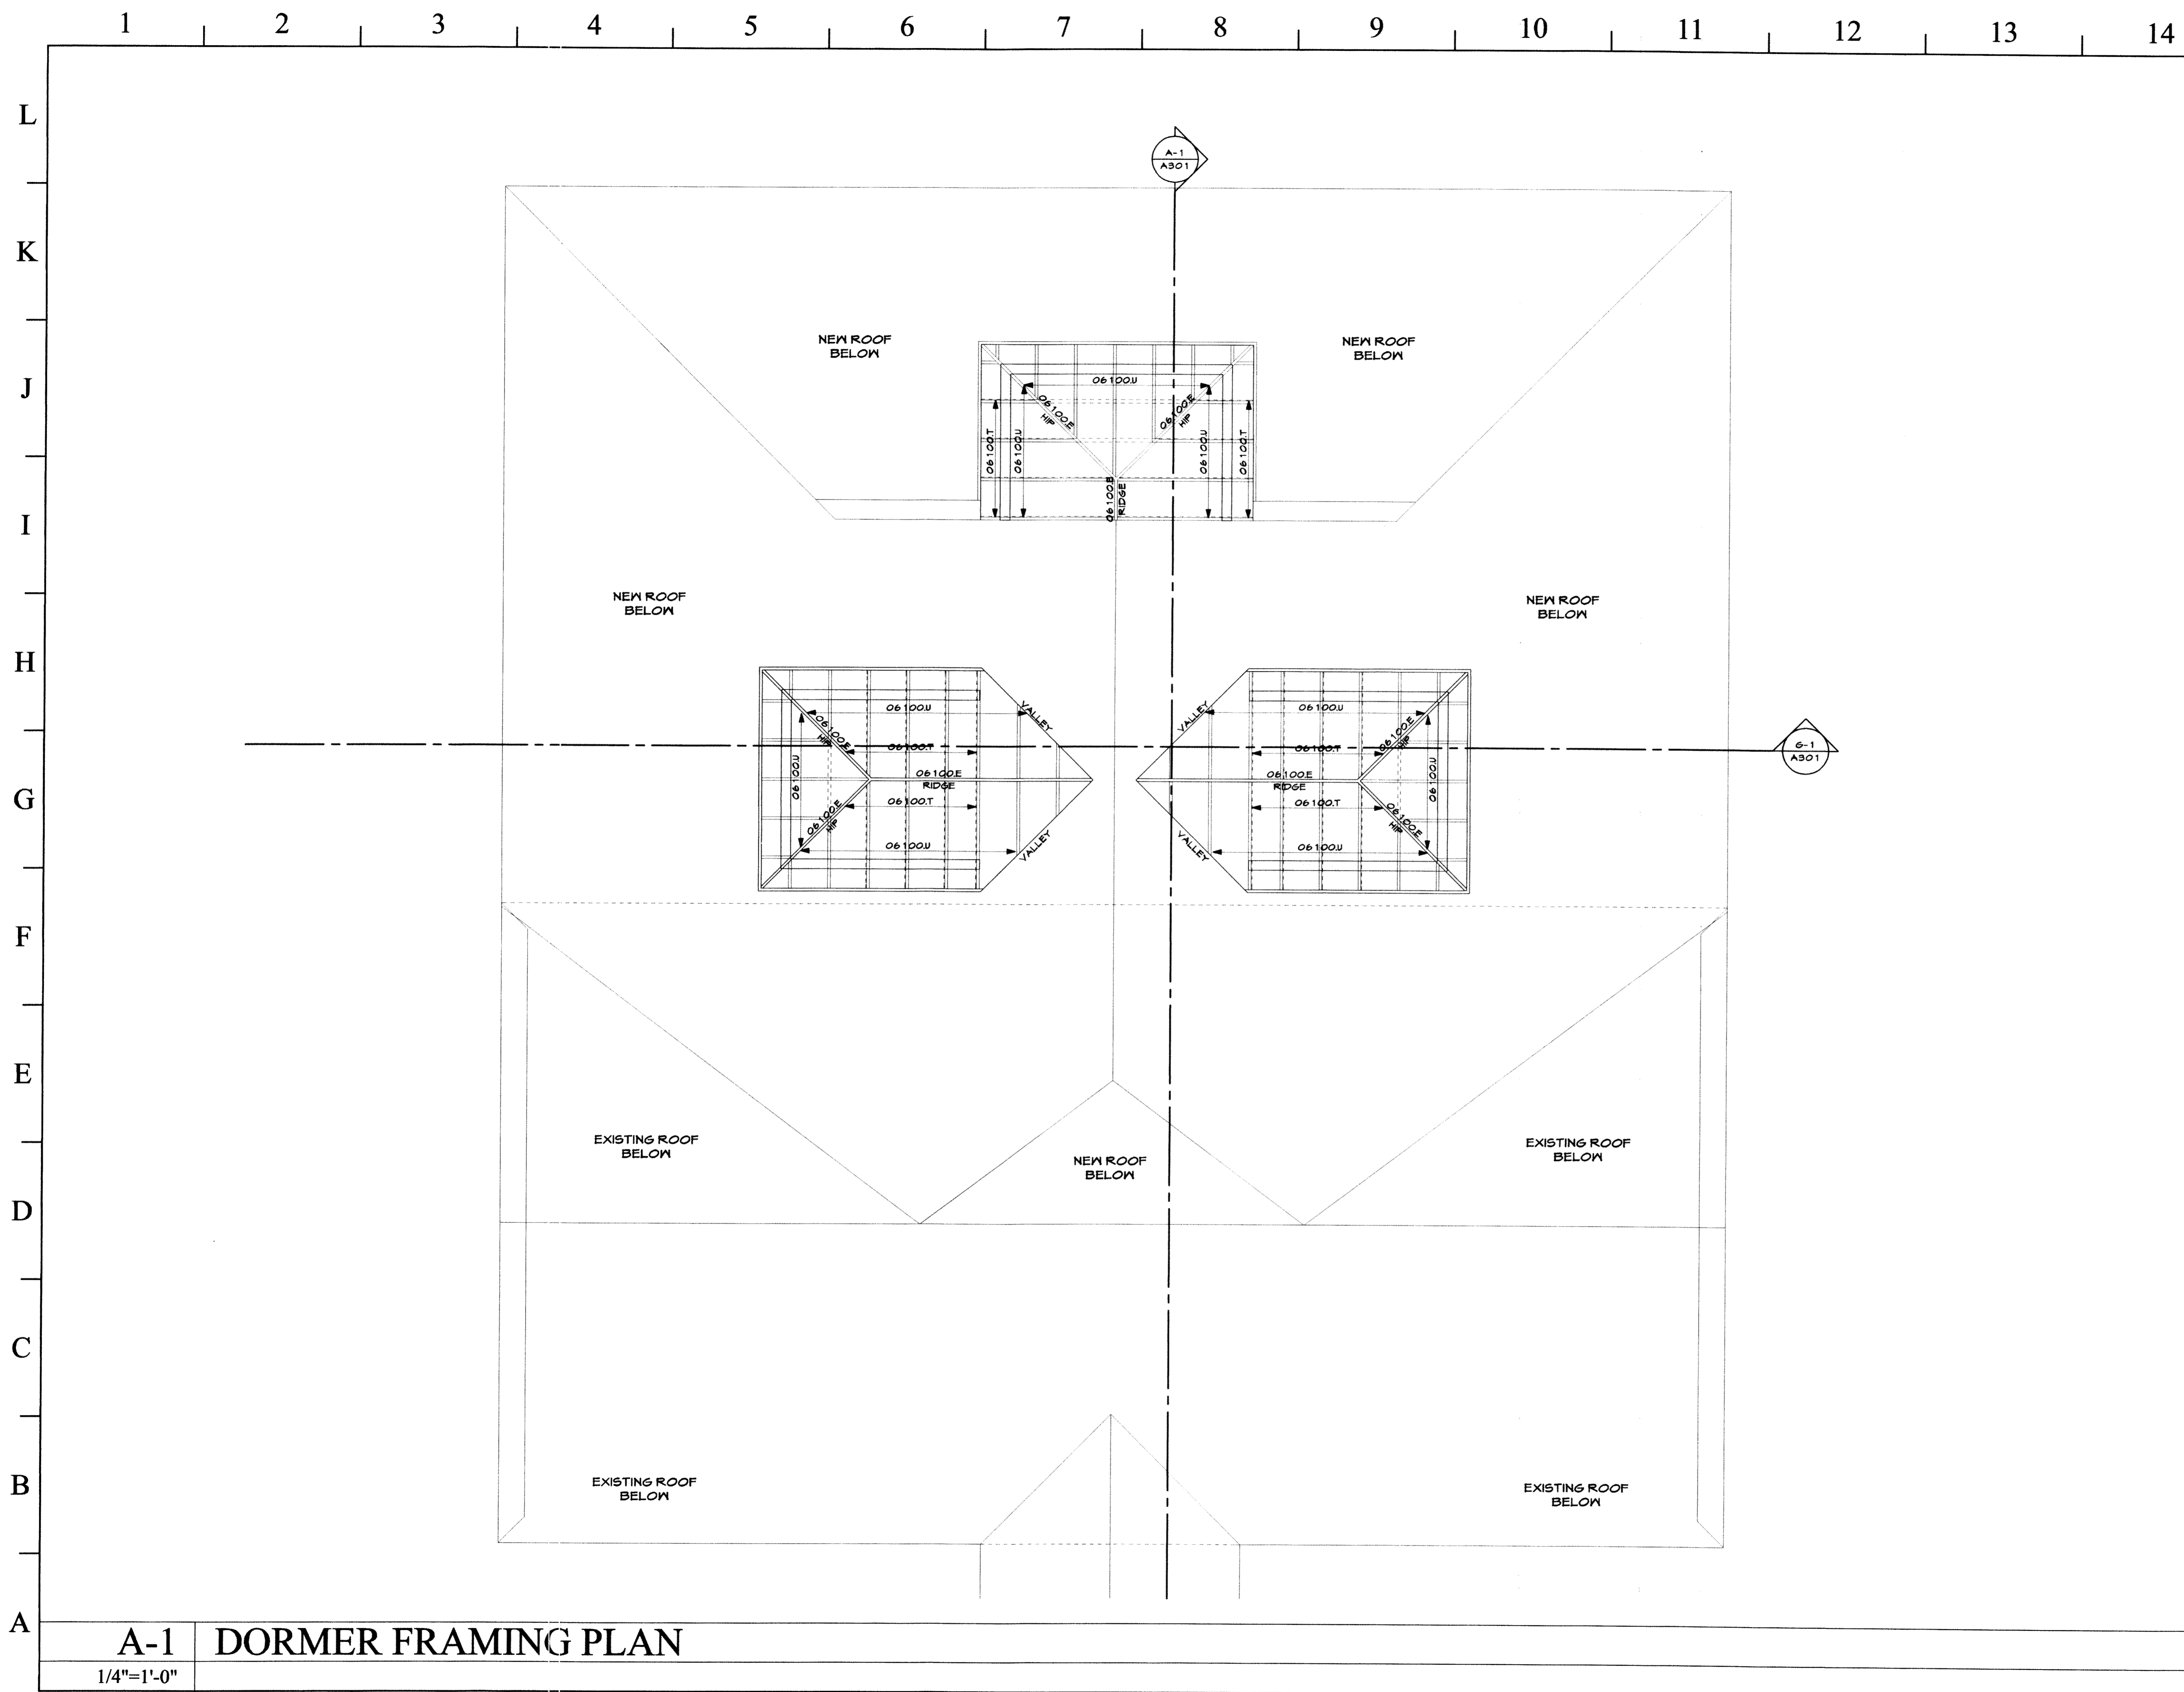 1 2 3 4 5 6 7 8 9 10 11 12 13 14
L
K
J
I
H
G
F
E
D
C
B
A
A-1
A301
NEW ROOF
BELOW
NEW ROOF
BELOW
06100.U
06100.E
HIP
06100.E
HIP
06100.T
06100.U
06100.U
06100.T
06100.E
RIDGE
NEW ROOF
BELOW
NEW ROOF
BELOW
06100.U
VALLEY
06100.E
HIP
06100.T
06100.U
06100.E
RIDGE
06100.T
06100.E
HIP
06100.U
VALLEY
VALLEY
06100.U
06100.E
HIP
06100.T
06100.U
06100.E
RIDGE
06100.T
06100.E
HIP
VALLEY
06100.U
G-1
A301
EXISTING ROOF
BELOW
NEW ROOF
BELOW
EXISTING ROOF
BELOW
EXISTING ROOF
BELOW
EXISTING ROOF
BELOW
A-1 DORMER FRAMING PLAN
1/4"=1'-0"